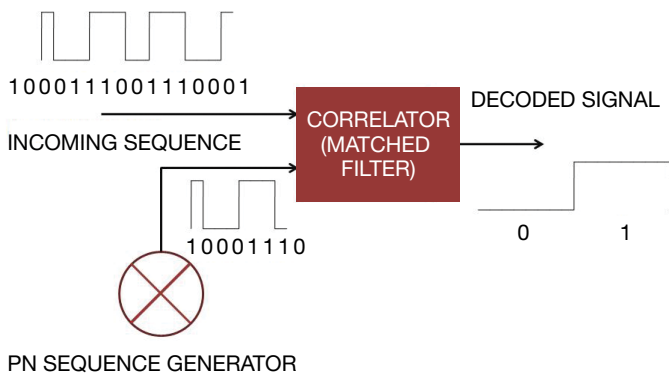 1000111001110001
INCOMING SEQUENCE
CORRELATOR
(MATCHED
FILTER)
DECODED SIGNAL
0 1
10001110
PN SEQUENCE GENERATOR